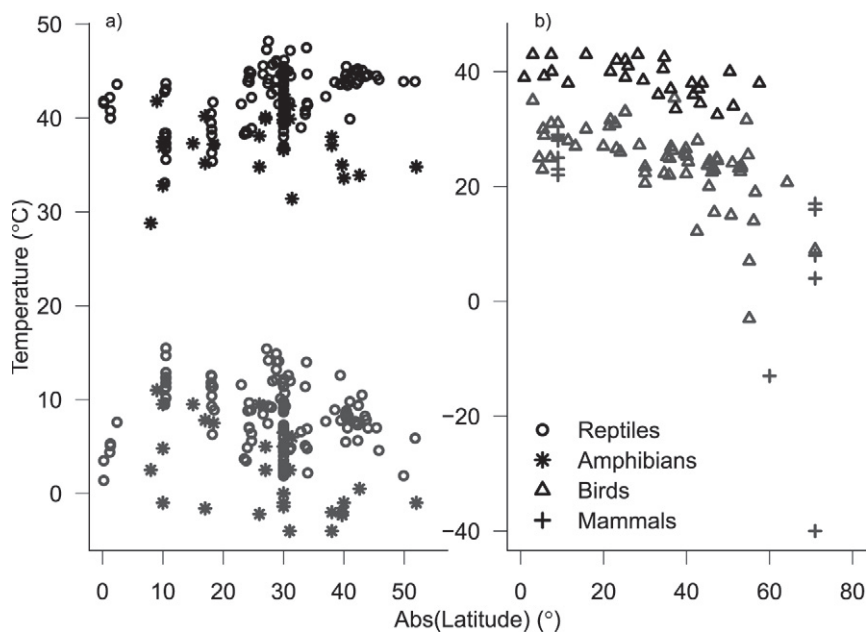 a)
b)
50
40
30
20
10
0
Temperature (°C)
0 10 20 30 40 50
40
20
0
−20
−40
Reptiles
Amphibians
Birds
Mammals
0 20 40 60 80
Abs(Latitude) (°)